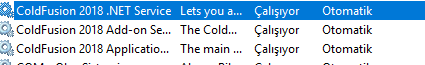 ColdFusion 2018 .NET Service Lets you a... Çalışıyor Otomatik
ColdFusion 2018 Add-on Se... The Cold... Çalışıyor Otomatik
ColdFusion 2018 Applicatio... The main ... Çalışıyor Otomatik